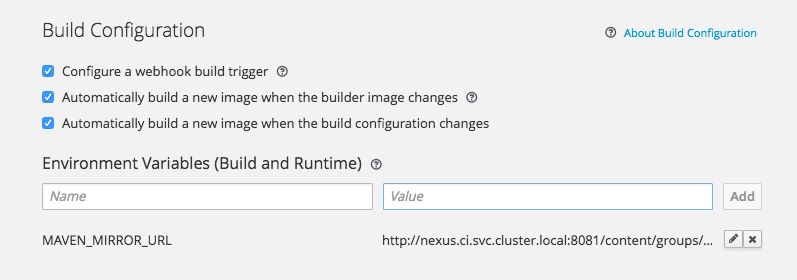 Build Configuration
About Build Configuration
Configure a webhook build trigger
Automatically build a new image when the builder image changes
Automatically build a new image when the build configuration changes
Environment Variables (Build and Runtime)
Name Value Add
MAVEN_MIRROR_URL http://nexus.ci.svc.cluster.local:8081/content/groups/...